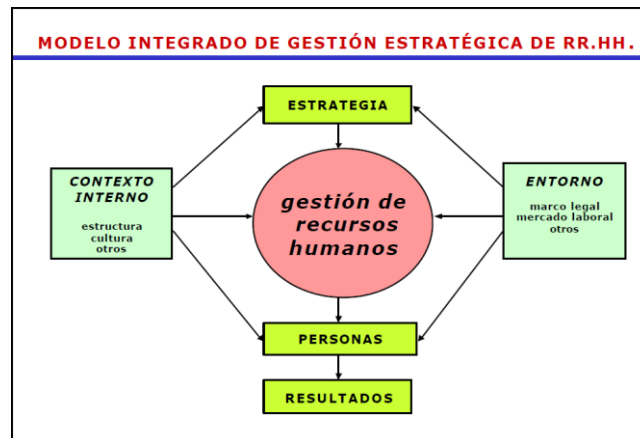 MODELO INTEGRADO DE GESTIÓN ESTRATÉGICA DE RR.HH.
ESTRATEGIA
CONTEXTO
INTERNO
estructura
cultura
otros
gestión de
recursos
humanos
ENTORNO
marco legal
mercado laboral
otros
PERSONAS
RESULTADOS